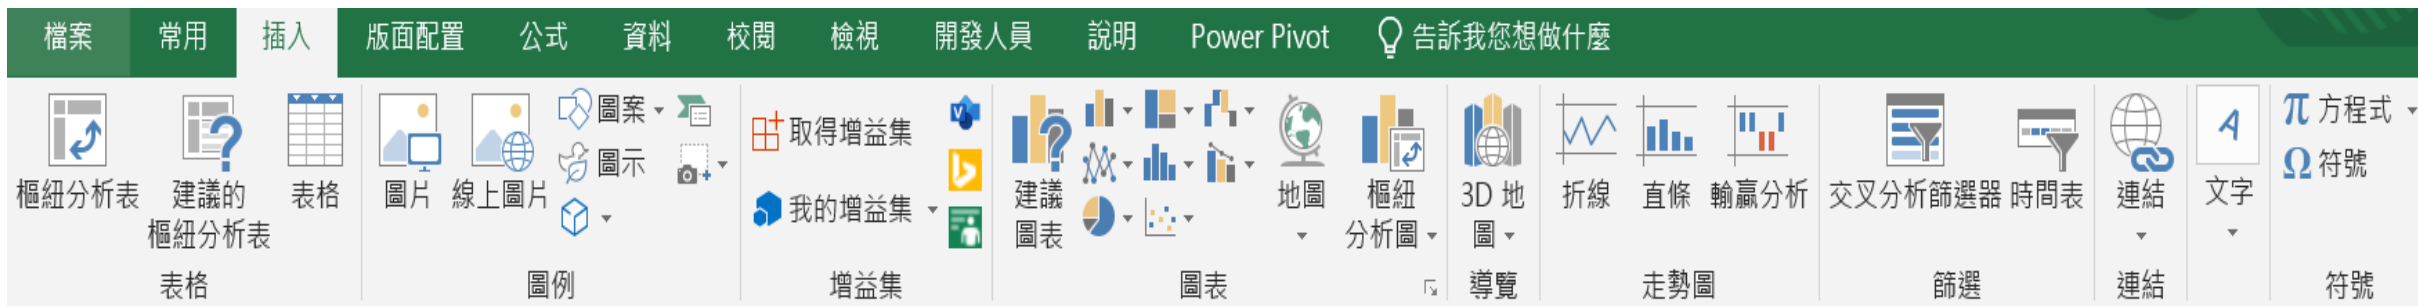 檔案 常用 插入 版面配置 公式 資料 校閱 檢視 開發人員 說明 Power Pivot 告訴我您想做什麼
樞紐分析表
建議的
樞紐分析表
表格
表格
圖片
線上圖片
圖案
圖示
圖例
取得增益集
我的增益集
增益集
建議
圖表
地圖
樞紐
分析圖
圖表
3D 地
圖
導覽
折線
直條
輸贏分析
走勢圖
交叉分析篩選器
時間表
篩選
連結
連結
文字
π 方程式
Ω 符號
符號